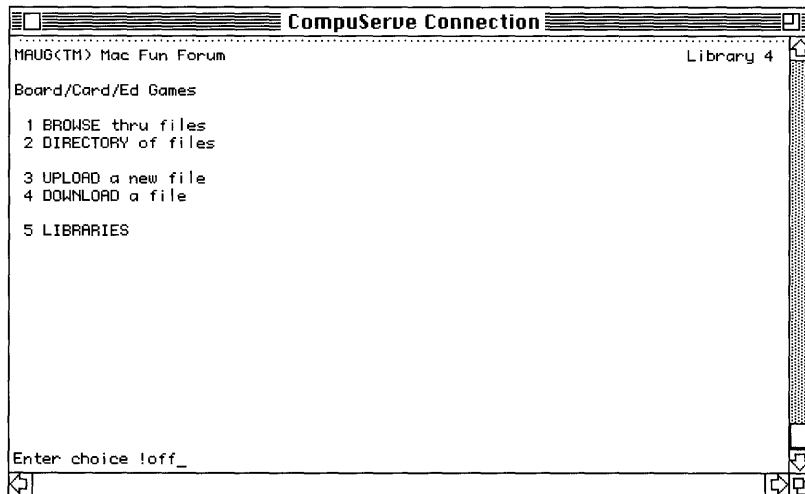 CompuServe Connection
MAUG(TM) Mac Fun Forum Library 4
Board/Card/Ed Games
1 BROWSE thru files
2 DIRECTORY of files
3 UPLOAD a new file
4 DOWNLOAD a file
5 LIBRARIES
Enter choice !off_